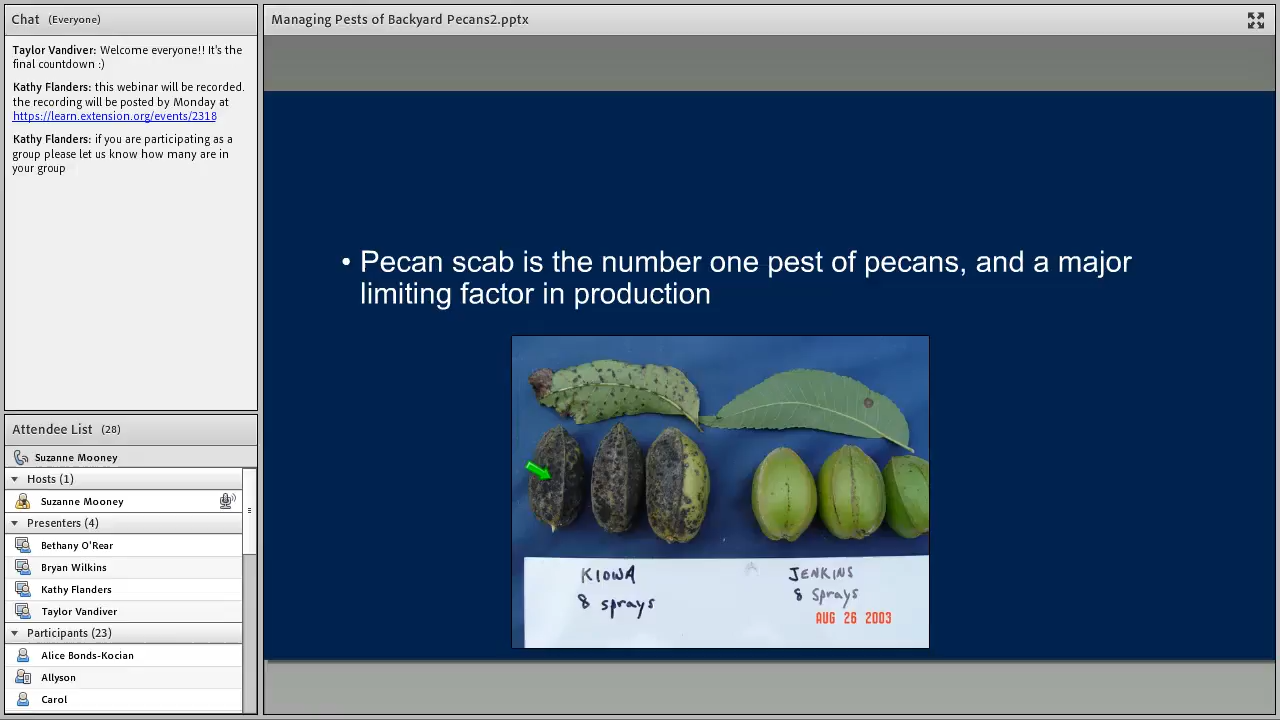 Chat (Everyone)
Taylor Vandiver: Welcome everyone!! It's the
final countdown :)
Kathy Flanders: this webinar will be recorded.
the recording will be posted by Monday at
https://learn.extension.org/events/2318
Kathy Flanders: if you are participating as a
group please let us know how many are in
your group
Attendee List (28)
Suzanne Mooney
Hosts (1)
Suzanne Mooney
Presenters (4)
Bethany O'Rear
Bryan Wilkins
Kathy Flanders
Taylor Vandiver
Participants (23)
Alice Bonds-Kocian
Allyson
Carol
Managing Pests of Backyard Pecans2.pptx
• Pecan scab is the number one pest of pecans, and a major
limiting factor in production
KIOWA
8 sprays
JENKINS
8 sprays
AUG 26 2003